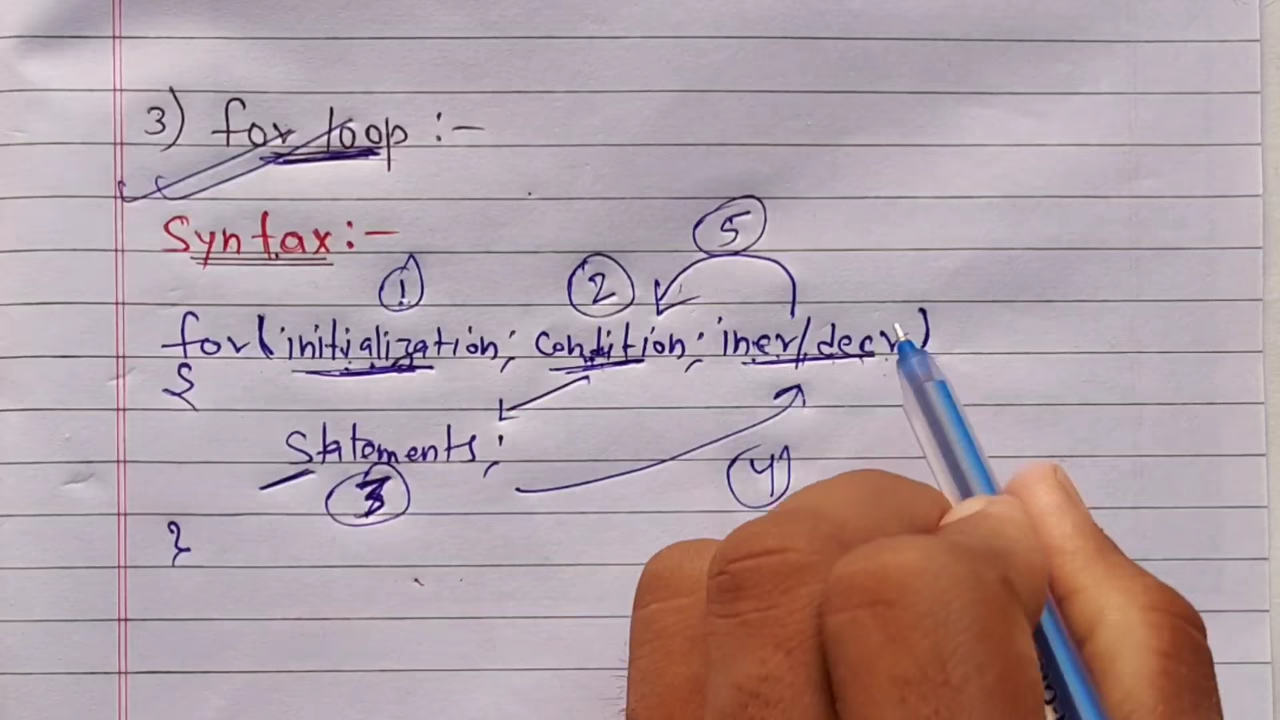 3) for loop :-
Syntax:-
5
1 2
for(initialization; condition; incr/decr)
{
Statements;
3 4
}